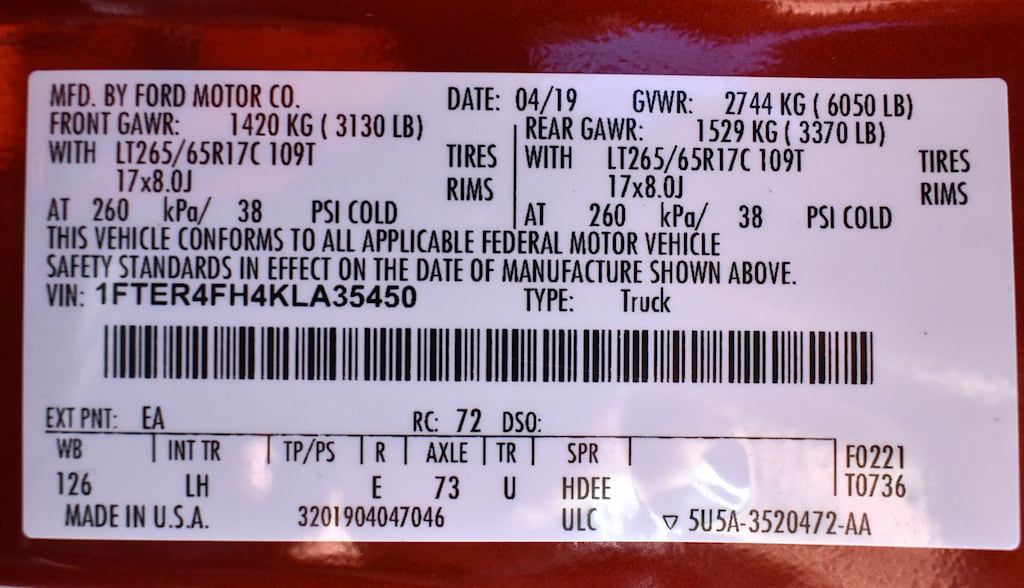 MFD. BY FORD MOTOR CO. DATE: 04/19 GVWR: 2744 KG ( 6050 LB)
FRONT GAWR: 1420 KG ( 3130 LB) REAR GAWR: 1529 KG ( 3370 LB)
WITH LT265/65R17C 109T TIRES WITH LT265/65R17C 109T TIRES
17x8.0J RIMS 17x8.0J RIMS
AT 260 kPa/ 38 PSI COLD AT 260 kPa/ 38 PSI COLD
THIS VEHICLE CONFORMS TO ALL APPLICABLE FEDERAL MOTOR VEHICLE
SAFETY STANDARDS IN EFFECT ON THE DATE OF MANUFACTURE SHOWN ABOVE.
VIN: 1FTER4FH4KLA35450 TYPE: Truck
EXT PNT: EA RC: 72 DSO:
WB INT TR TP/PS R AXLE TR SPR F0221
126 LH E 73 U HDEE T0736
MADE IN U.S.A. 3201904047046 ULC ▽ 5U5A-3520472-AA